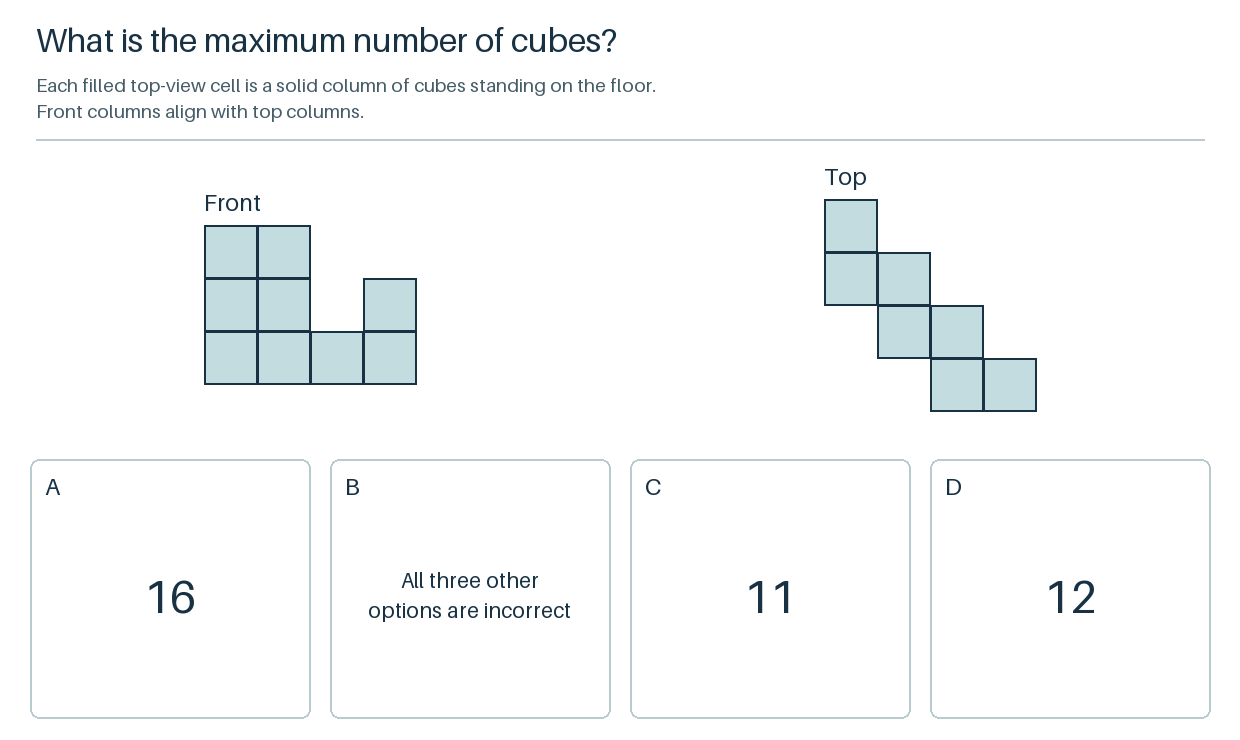 What is the maximum number of cubes?
Each filled top-view cell is a solid column of cubes standing on the floor.
Front columns align with top columns.
Top
Front
A
B
C
D
16
All three other
options are incorrect
11
12